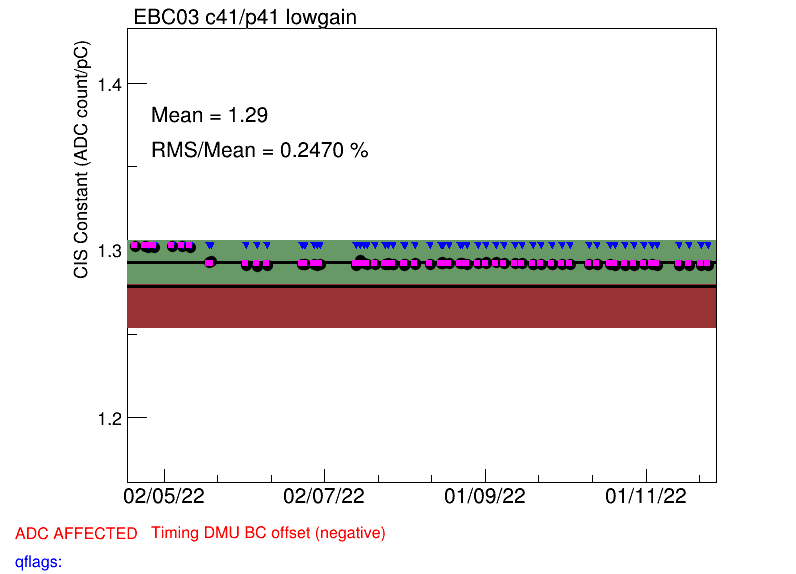 EBC03 c41/p41 lowgain
CIS Constant (ADC count/pC)
1.4
Mean = 1.29
RMS/Mean = 0.2470 %
1.3
1.2
02/05/22 02/07/22 01/09/22 01/11/22
ADC AFFECTED Timing DMU BC offset (negative)
qflags: